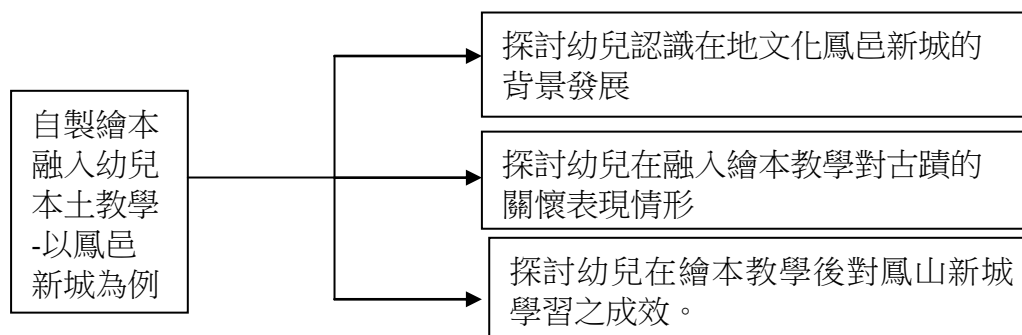 自製繪本
融入幼兒
本土教學
-以鳳邑
新城為例
探討幼兒認識在地文化鳳邑新城的
背景發展
探討幼兒在融入繪本教學對古蹟的
關懷表現情形
探討幼兒在繪本教學後對鳳山新城
學習之成效。